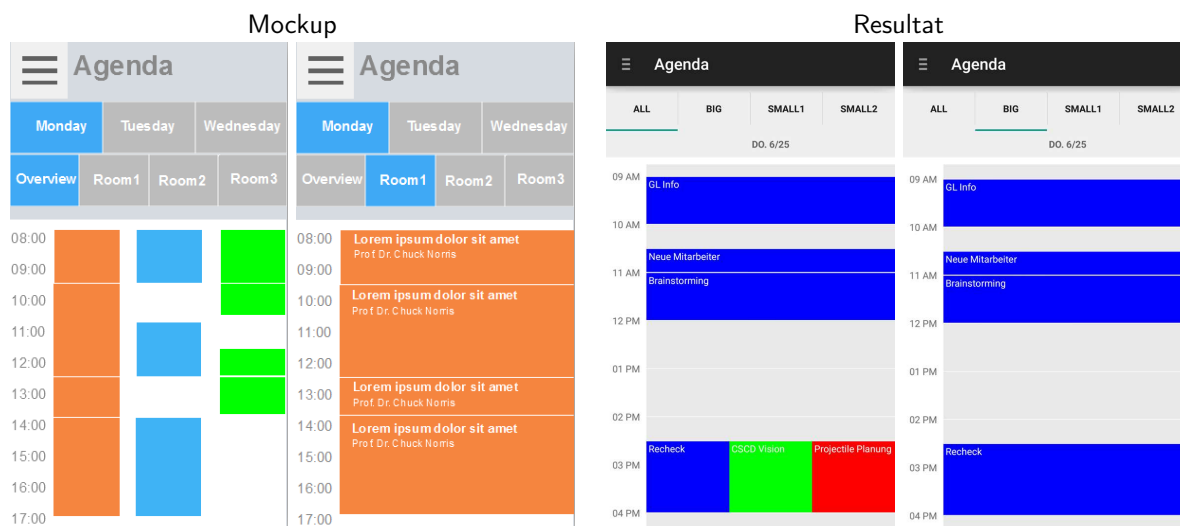 Mockup
Resultat
Agenda
Monday Tuesday Wednesday
Overview Room1 Room2 Room3
08:00
09:00
10:00
11:00
12:00
13:00
14:00
15:00
16:00
17:00
Agenda
Monday Tuesday Wednesday
Overview Room1 Room2 Room3
08:00 Lorem ipsum dolor sit amet
Prof. Dr. Chuck Norris
09:00
10:00 Lorem ipsum dolor sit amet
Prof. Dr. Chuck Norris
11:00
12:00
13:00 Lorem ipsum dolor sit amet
Prof. Dr. Chuck Norris
14:00 Lorem ipsum dolor sit amet
Prof. Dr. Chuck Norris
15:00
16:00
17:00
Agenda
ALL BIG SMALL1 SMALL2
DO. 6/25
09 AM GL Info
10 AM
Neue Mitarbeiter
11 AM
Brainstorming
12 PM
01 PM
02 PM
Recheck CSCD Vision Projectile Planung
03 PM
04 PM
Agenda
ALL BIG SMALL1 SMALL2
DO. 6/25
09 AM GL Info
10 AM
Neue Mitarbeiter
11 AM
Brainstorming
12 PM
01 PM
02 PM
Recheck
03 PM
04 PM